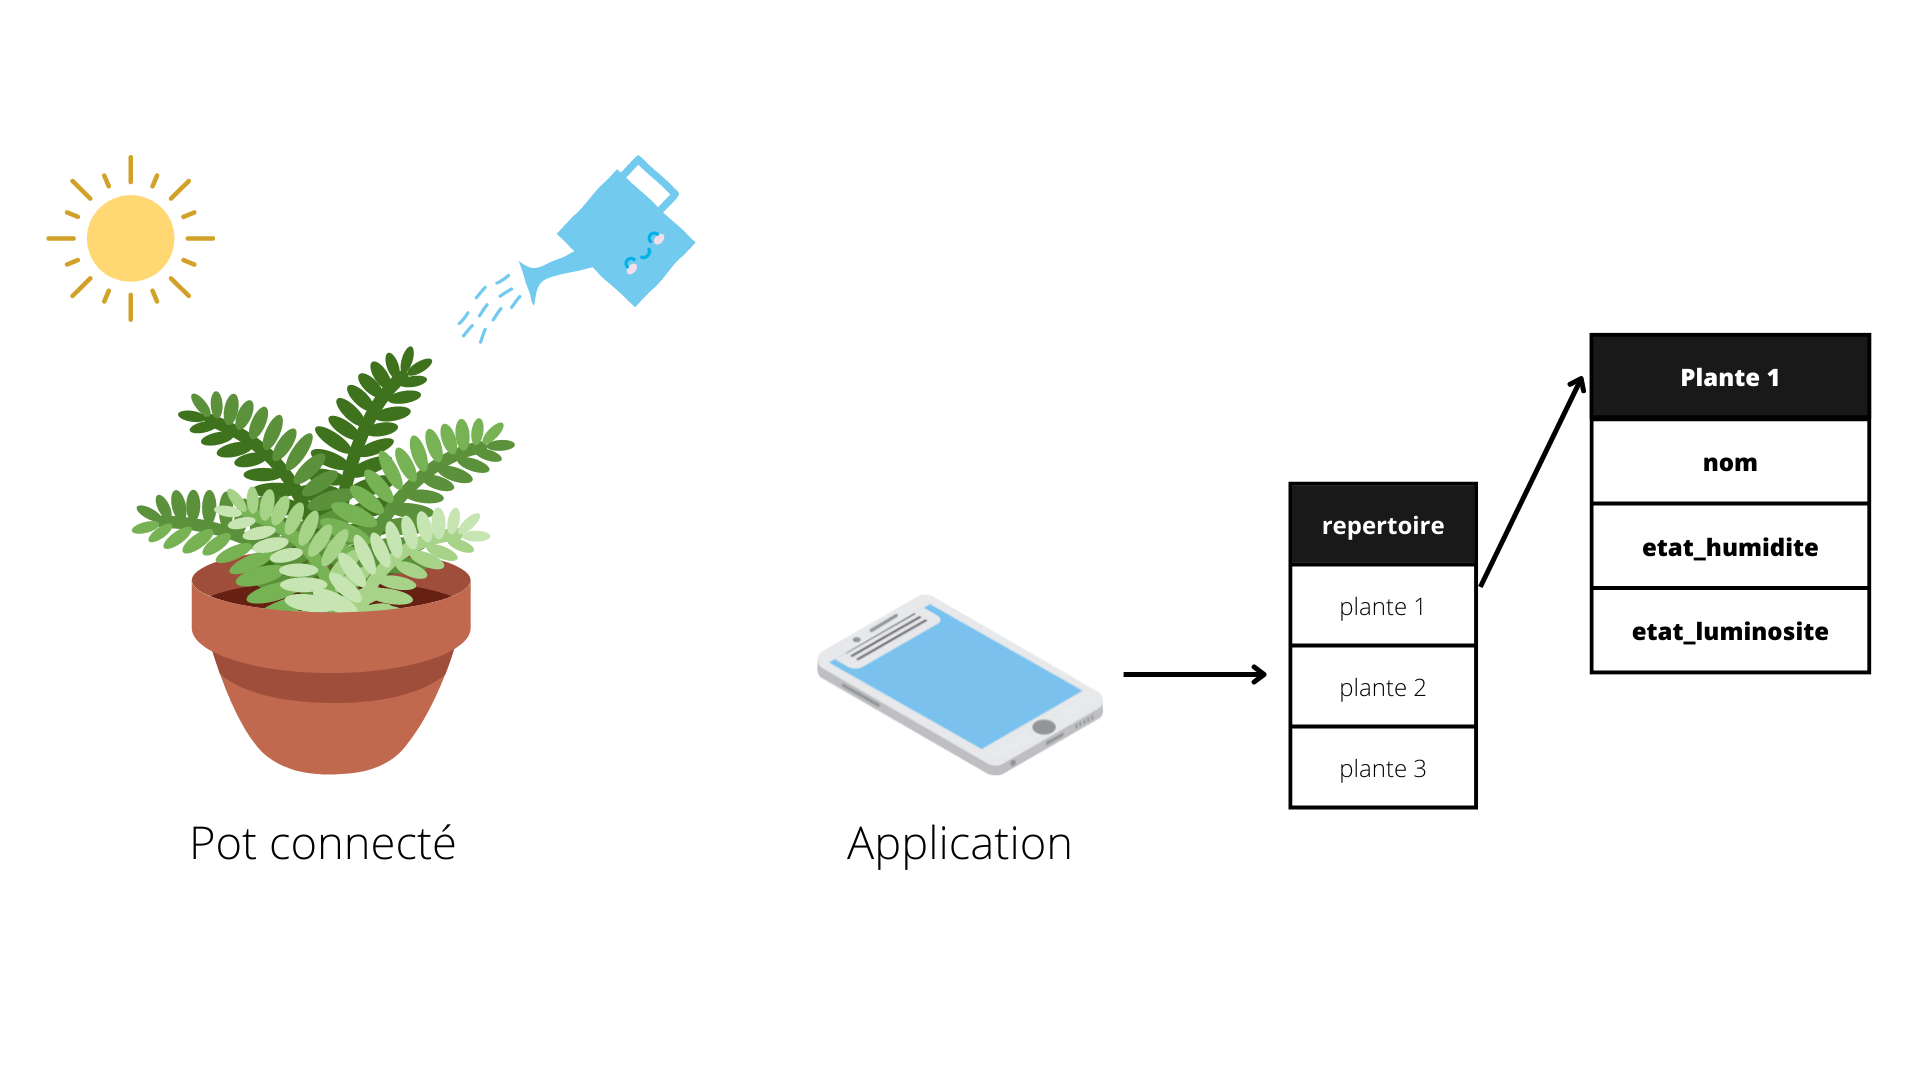 Pot connecté
Application
repertoire
plante 1
plante 2
plante 3
Plante 1
nom
etat_humidite
etat_luminosite